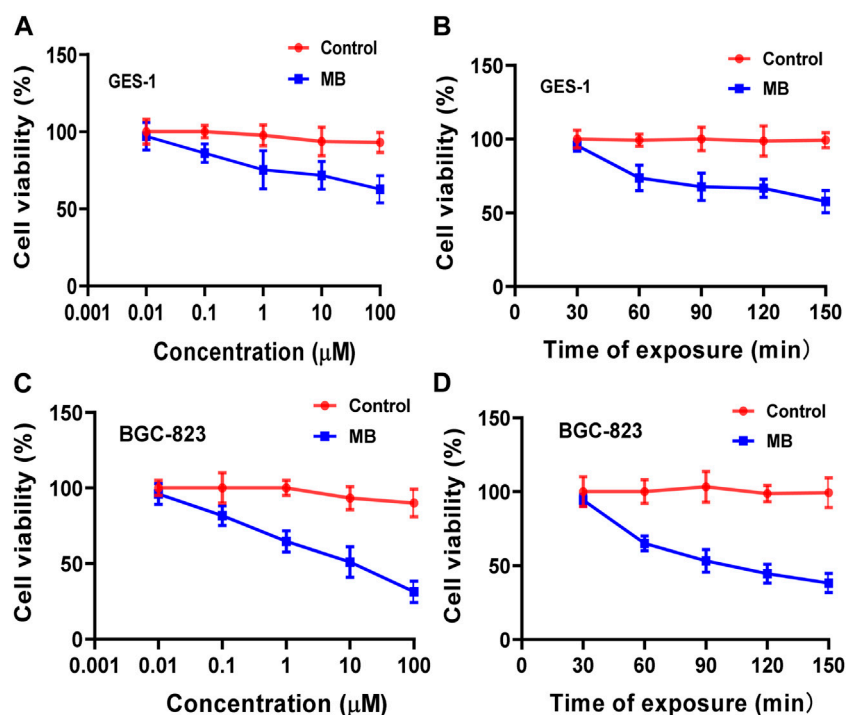 A
Control
MB
GES-1
Cell viability (%)
150
100
50
0
0.001 0.01 0.1 1 10 100
Concentration (μM)
B
Control
MB
GES-1
Cell viability (%)
150
100
50
0
0 30 60 90 120 150
Time of exposure (min)
C
Control
MB
BGC-823
Cell viability (%)
150
100
50
0
0.001 0.01 0.1 1 10 100
Concentration (μM)
D
Control
MB
BGC-823
Cell viability (%)
150
100
50
0
0 30 60 90 120 150
Time of exposure (min)